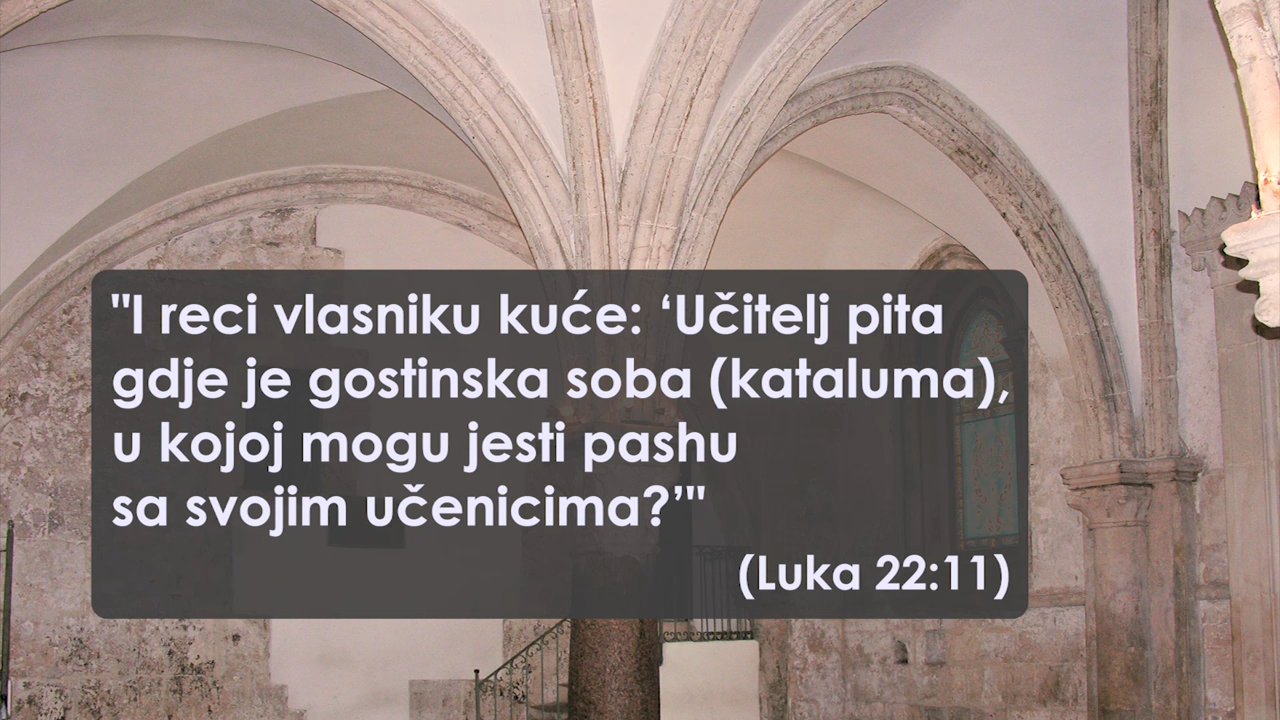 "I reci vlasniku kuće: ‘Učitelj pita
gdje je gostinska soba (kataluma),
u kojoj mogu jesti pashu
sa svojim učenicima?’"
(Luka 22:11)